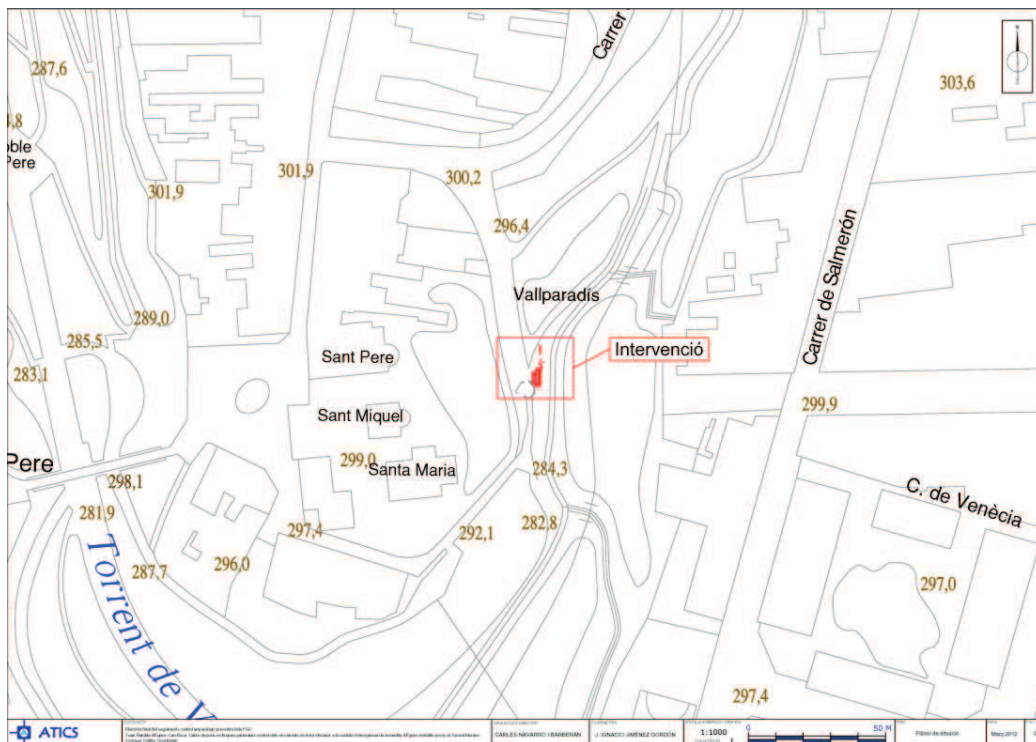 287,6
Carrer
303,6
4,8
oble
Pere
301,9
301,9
300,2
296,4
Carrer de Salmerón
Vallparadís
289,0
285,5
Sant Pere
Intervenció
283,1
299,9
Sant Miquel
Pere
299,0
Santa Maria
284,3
298,1
C. de Venècia
281,9
292,1
282,8
297,4
296,0
287,7
297,0
Torrent de V
297,4
ATICS
CARLES NAVARRO I BARBERÁN
J. IGNACIO JIMÉNEZ GORDÓN
1:1000
0
50 M
Plànol de situació
Març 2012